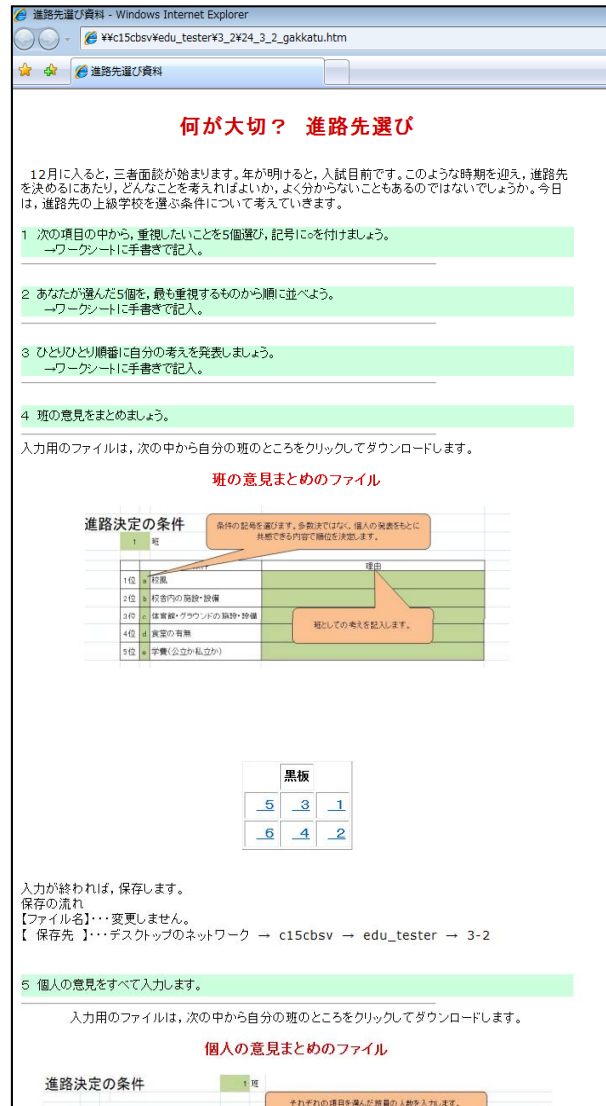 進路先選び資料 - Windows Internet Explorer
¥¥c15cbsv¥edu_tester¥3_2¥24_3_2_gakkatu.htm
進路先選び資料
何が大切？ 進路先選び
12月に入ると，三者面談が始まります。年が明けると，入試目前です。このような時期を迎え，進路先
を決めるにあたり，どんなことを考えればよいか，よく分からないこともあるのではないでしょうか。今日
は，進路先の上級学校を選ぶ条件について考えていきます。
1 次の項目の中から，重視したいことを5個選び，記号に○を付けましょう。
→ワークシートに手書きで記入。
2 あなたが選んだ5個を，最も重視するものから順に並べよう。
→ワークシートに手書きで記入。
3 ひとりひとり順番に自分の考えを発表しましょう。
→ワークシートに手書きで記入。
4 班の意見をまとめましょう。
入力用のファイルは，次の中から自分の班のところをクリックしてダウンロードします。
班の意見まとめのファイル
進路決定の条件
1 班
条件の記号を選びます。多数決ではなく、個人の発表をもとに
共感できる内容で順位を決定します。
理由
1位 a 校風
2位 b 校舎内の施設・設備
3位 c 体育館・グラウンドの施設・設備
4位 d 食堂の有無
5位 e 学費(公立か私立か)
班としての考えを記入します。
黒板
5 3 1
6 4 2
入力が終われば，保存します。
保存の流れ
【ファイル名】・・・変更しません。
【 保存先 】・・・デスクトップのネットワーク → c15cbsv → edu_tester → 3-2
5 個人の意見をすべて入力します。
入力用のファイルは，次の中から自分の班のところをクリックしてダウンロードします。
個人の意見まとめのファイル
進路決定の条件 1 班
それぞれの項目を選んだ班員の人数を入力します。